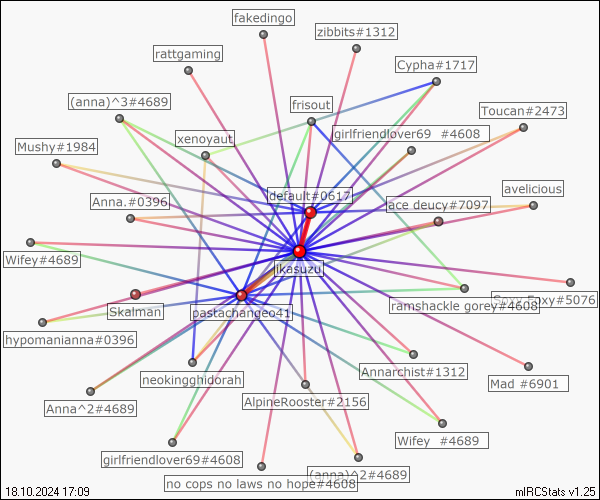 fakedingo
zibbits#1312
rattgaming
Cypha#1717
(anna)^3#4689
frisout
Toucan#2473
girlfriendlover69 #4608
Mushy#1984
xenoyaut
default#0617
avelicious
Anna.#0396
ace deucy#7097
Wifey#4689
jikasuzu
Foxy#5076
ramshackle gorey#4608
Skalman
pastachangeo41
hypomanianna#0396
Annarchist#1312
neokingghidorah
Mad #6901
AlpineRooster#2156
Anna^2#4689
Wifey #4689
girlfriendlover69#4608
(anna)^2#4689
no cops no laws no hope#4608
18.10.2024 17:09
mIRCStats v1.25